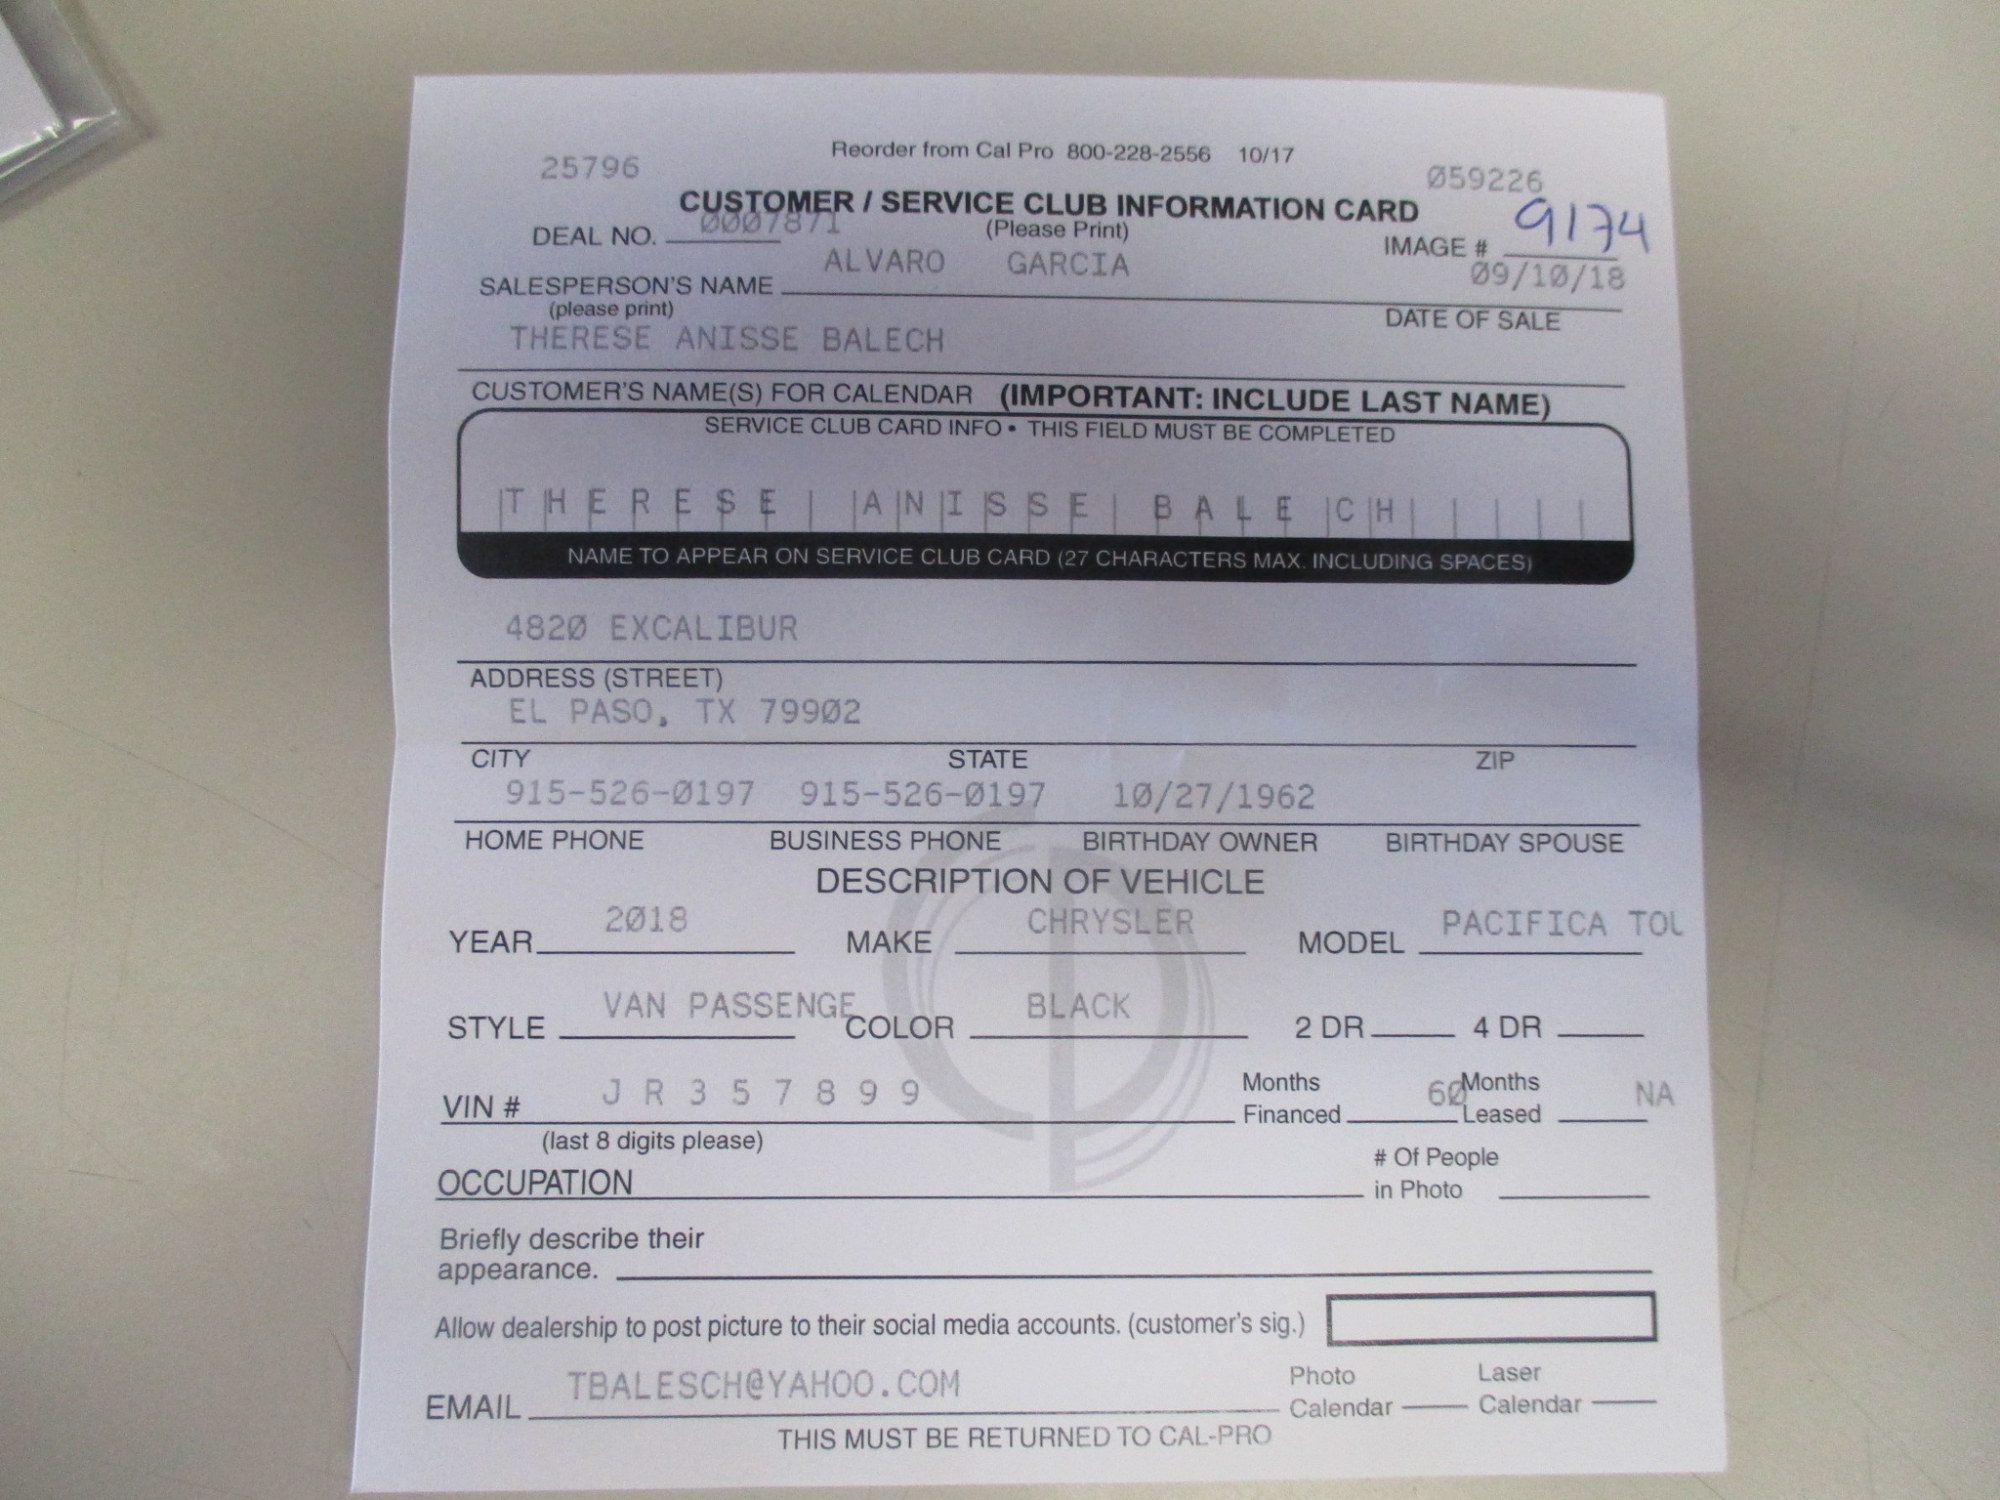 Reorder from Cal Pro 800-228-2556 10/17
25796 Ø59226
CUSTOMER / SERVICE CLUB INFORMATION CARD
DEAL NO. ØØØ7871 (Please Print) IMAGE # 9174
SALESPERSON'S NAME ALVARO GARCIA Ø9/1Ø/18
(please print) DATE OF SALE
THERESE ANISSE BALECH
CUSTOMER'S NAME(S) FOR CALENDAR (IMPORTANT: INCLUDE LAST NAME)
SERVICE CLUB CARD INFO • THIS FIELD MUST BE COMPLETED
THERESE ANISSE BALECH
NAME TO APPEAR ON SERVICE CLUB CARD (27 CHARACTERS MAX. INCLUDING SPACES)
482Ø EXCALIBUR
ADDRESS (STREET)
EL PASO, TX 799Ø2
CITY STATE ZIP
915-526-Ø197 915-526-Ø197 1Ø/27/1962
HOME PHONE BUSINESS PHONE BIRTHDAY OWNER BIRTHDAY SPOUSE
DESCRIPTION OF VEHICLE
YEAR 2Ø18 MAKE CHRYSLER MODEL PACIFICA TOU
STYLE VAN PASSENGE COLOR BLACK 2 DR 4 DR
VIN # J R 3 5 7 8 9 9 Months Financed 6Ø Months Leased NA
(last 8 digits please)
OCCUPATION # Of People in Photo
Briefly describe their
appearance.
Allow dealership to post picture to their social media accounts. (customer's sig.)
EMAIL TBALESCH@YAHOO.COM Photo Calendar Laser Calendar
THIS MUST BE RETURNED TO CAL-PRO